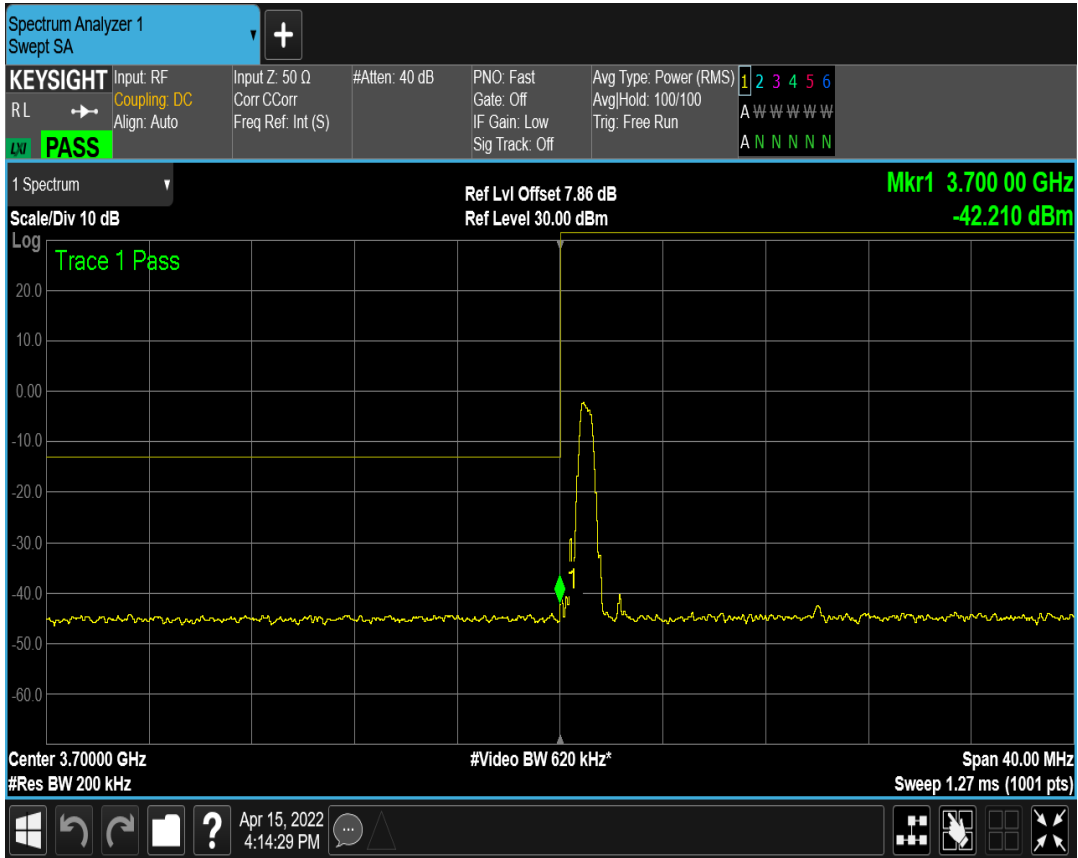 Spectrum Analyzer 1
Swept SA
+
KEYSIGHT
RL
LXI PASS
Input: RF
Coupling: DC
Align: Auto
Input Z: 50 Ω
Corr CCorr
Freq Ref: Int (S)
#Atten: 40 dB
PNO: Fast
Gate: Off
IF Gain: Low
Sig Track: Off
Avg Type: Power (RMS)
Avg|Hold: 100/100
Trig: Free Run
1 2 3 4 5 6
A W W W W W
A N N N N N
1 Spectrum
Scale/Div 10 dB
Ref Lvl Offset 7.86 dB
Ref Level 30.00 dBm
Mkr1 3.700 00 GHz
-42.210 dBm
Log
Trace 1 Pass
20.0
10.0
0.00
-10.0
-20.0
-30.0
-40.0
-50.0
-60.0
1
Center 3.70000 GHz
#Video BW 620 kHz*
Span 40.00 MHz
#Res BW 200 kHz
Sweep 1.27 ms (1001 pts)
?
Apr 15, 2022
4:14:29 PM